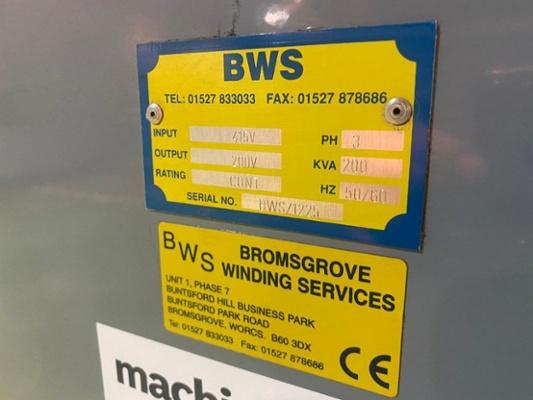 BWS
TEL: 01527 833033 FAX: 01527 878686
INPUT 415V PH 3
OUTPUT 200V KVA 200
RATING CONT HZ 50/60
SERIAL NO. BWS/1225
BWS BROMSGROVE
WINDING SERVICES
UNIT 1, PHASE 7
BUNTSFORD HILL BUSINESS PARK
BUNTSFORD PARK ROAD
BROMSGROVE, WORCS. B60 3DX
Tel: 01527 833033 Fax: 01527 878686
CE
machi